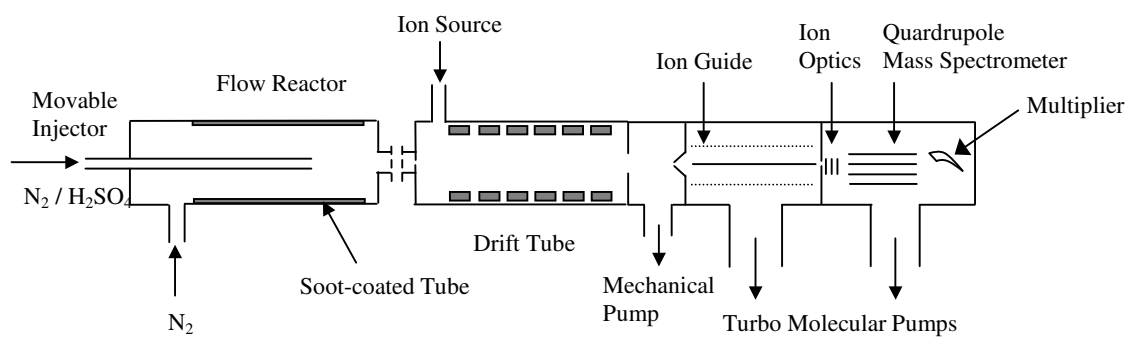 Ion Source
Ion
Optics
Quardrupole
Mass Spectrometer
Ion Guide
Flow Reactor
Multiplier
Movable
Injector
N₂ / H₂SO₄
Drift Tube
Soot-coated Tube
Mechanical
Pump
Turbo Molecular Pumps
N₂